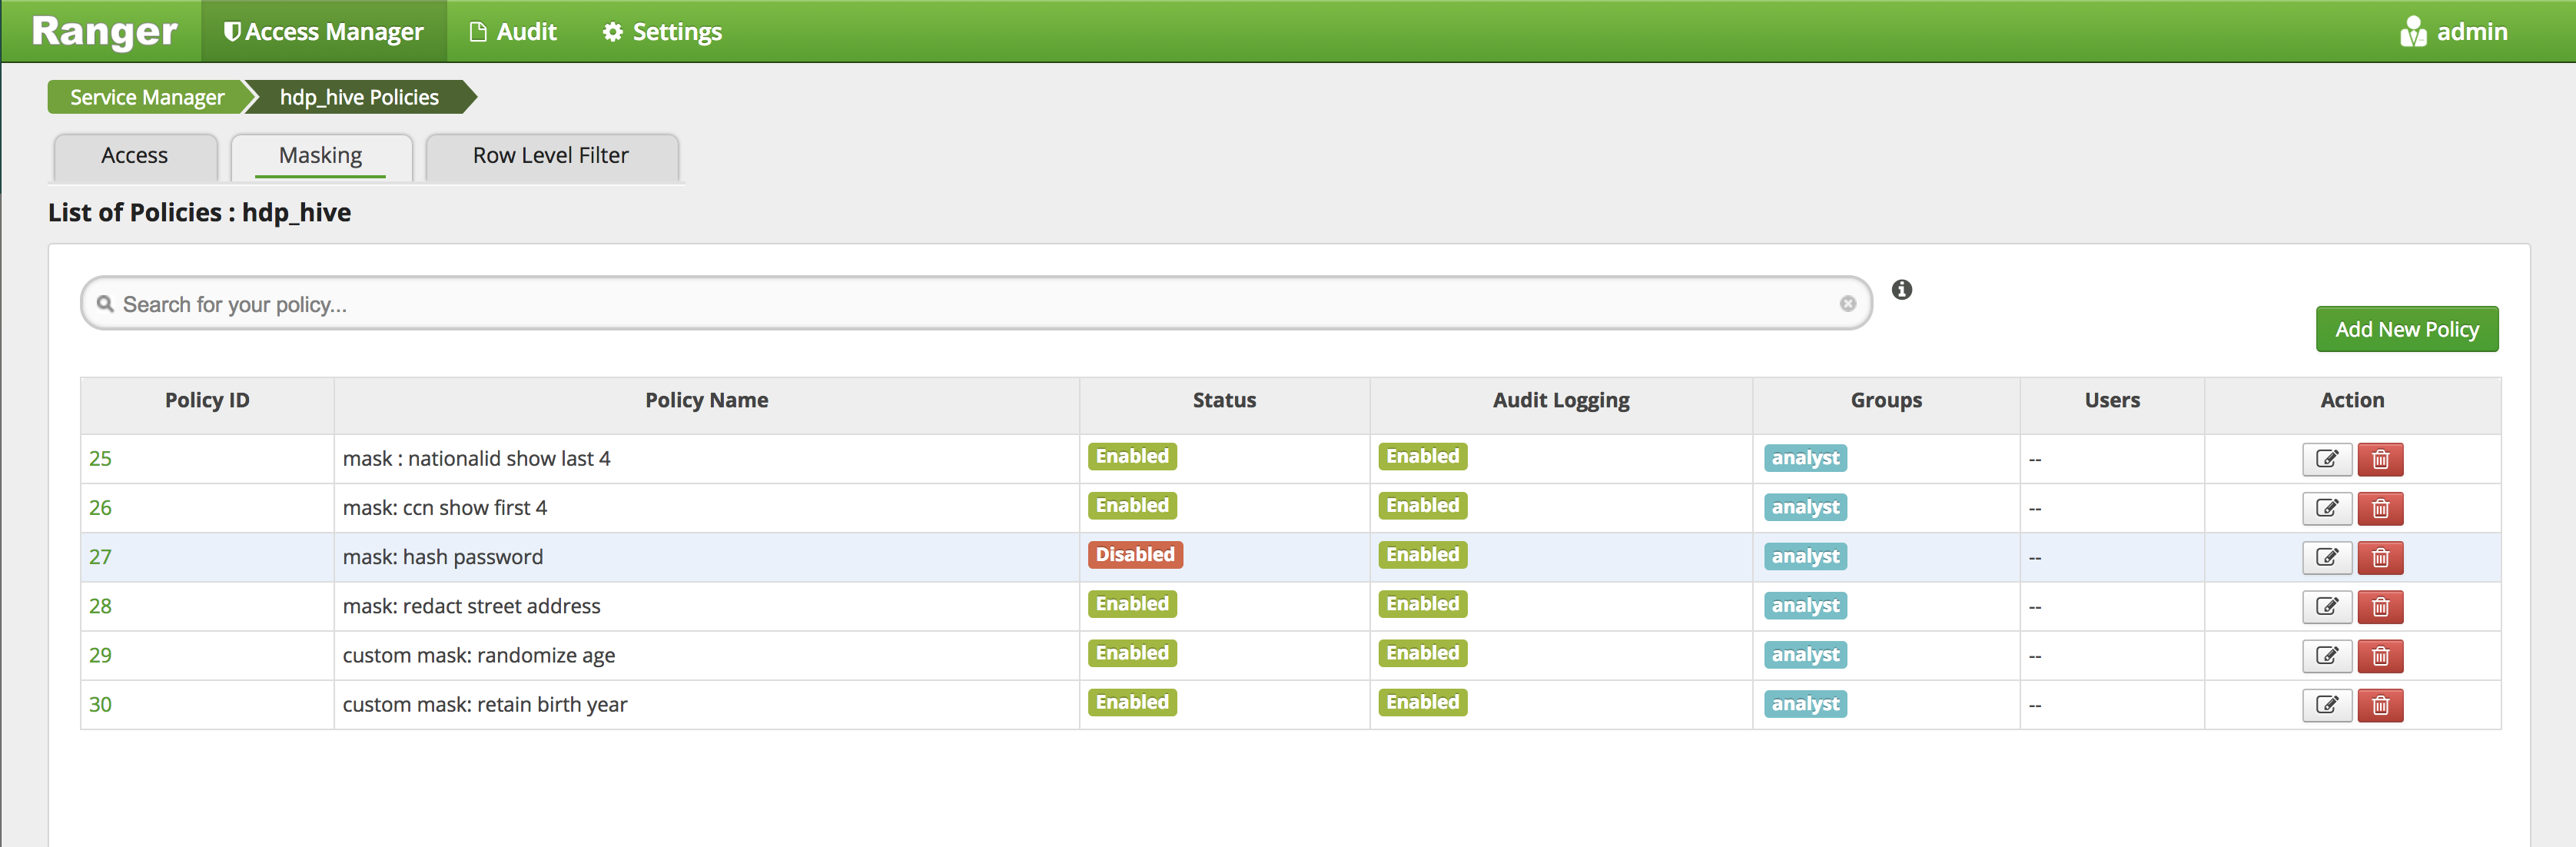 Ranger Access Manager Audit Settings admin
Service Manager hdp_hive Policies
Access Masking Row Level Filter
List of Policies : hdp_hive
Search for your policy...
Add New Policy
Policy ID Policy Name Status Audit Logging Groups Users Action
25 mask : nationalid show last 4 Enabled Enabled analyst --
26 mask: ccn show first 4 Enabled Enabled analyst --
27 mask: hash password Disabled Enabled analyst --
28 mask: redact street address Enabled Enabled analyst --
29 custom mask: randomize age Enabled Enabled analyst --
30 custom mask: retain birth year Enabled Enabled analyst --